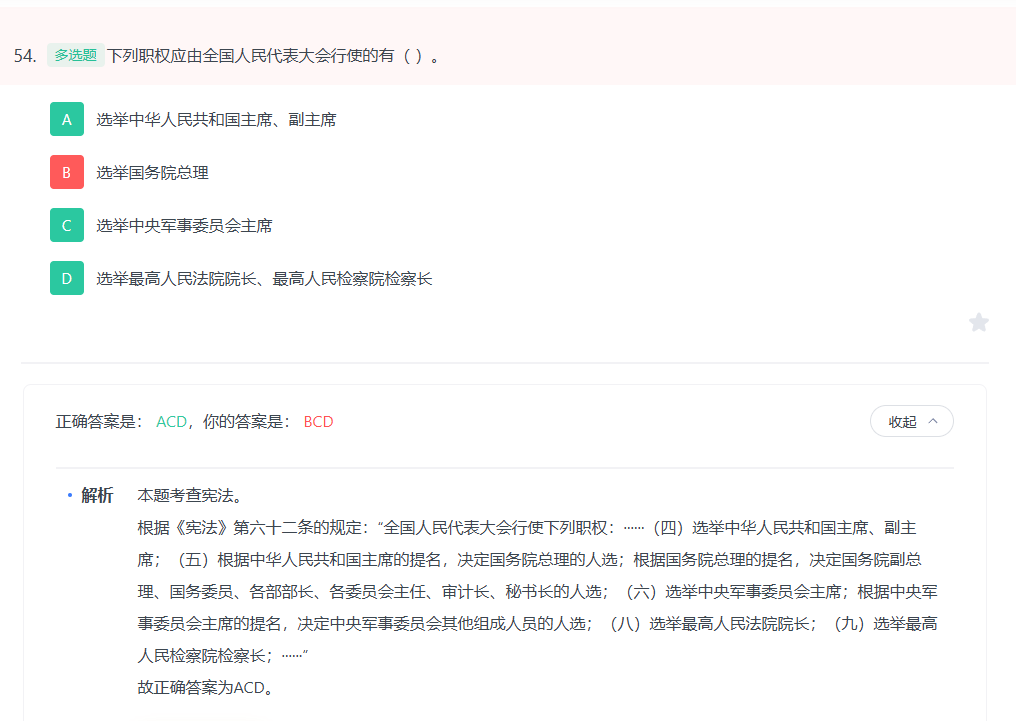 54. 多选题 下列职权应由全国人民代表大会行使的有（ ）。
A 选举中华人民共和国主席、副主席
B 选举国务院总理
C 选举中央军事委员会主席
D 选举最高人民法院院长、最高人民检察院检察长
正确答案是： ACD，你的答案是： BCD
收起
• 解析 本题考查宪法。
根据《宪法》第六十二条的规定：“全国人民代表大会行使下列职权：……（四）选举中华人民共和国主席、副主
席；（五）根据中华人民共和国主席的提名，决定国务院总理的人选；根据国务院总理的提名，决定国务院副总
理、国务委员、各部部长、各委员会主任、审计长、秘书长的人选；（六）选举中央军事委员会主席；根据中央军
事委员会主席的提名，决定中央军事委员会其他组成人员的人选；（八）选举最高人民法院院长；（九）选举最高
人民检察院检察长；……”
故正确答案为ACD。